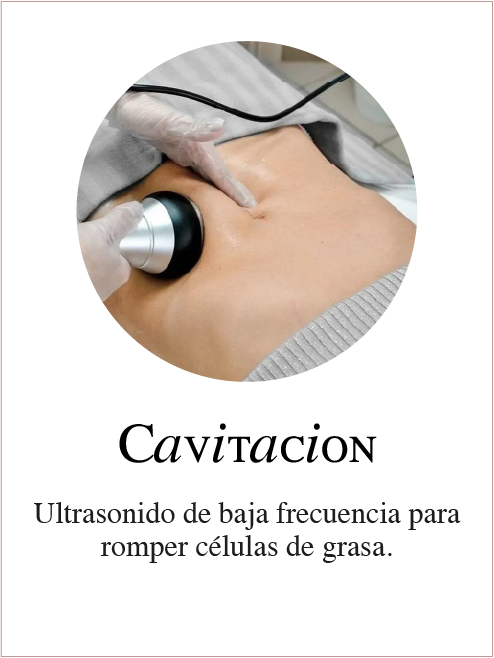 Cavitacion
Ultrasonido de baja frecuencia para
romper células de grasa.